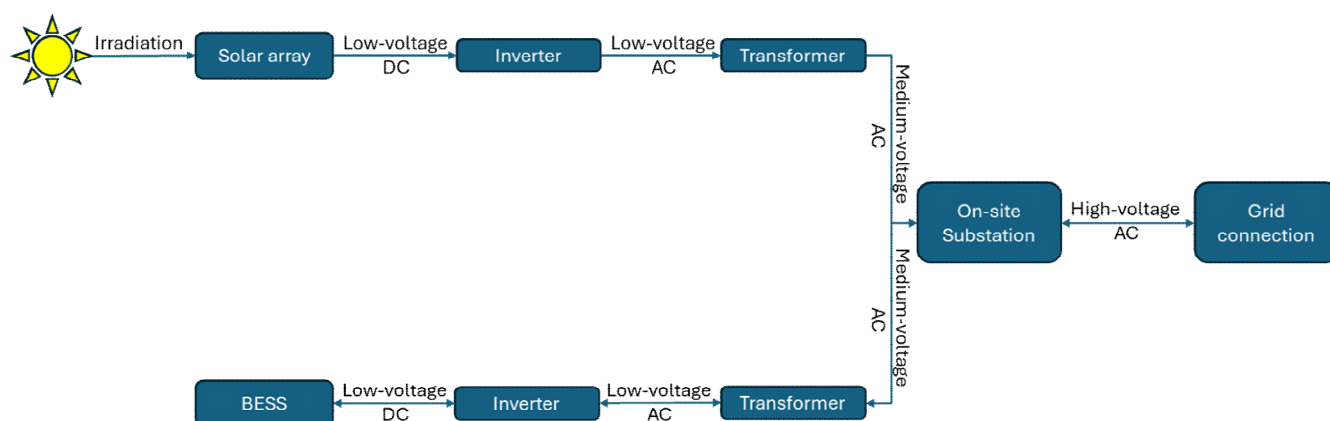 Irradiation
Solar array
Low-voltage
DC
Inverter
Low-voltage
AC
Transformer
Medium-voltage
AC
On-site
Substation
High-voltage
AC
Grid
connection
Medium-voltage
AC
BESS
Low-voltage
DC
Inverter
Low-voltage
AC
Transformer